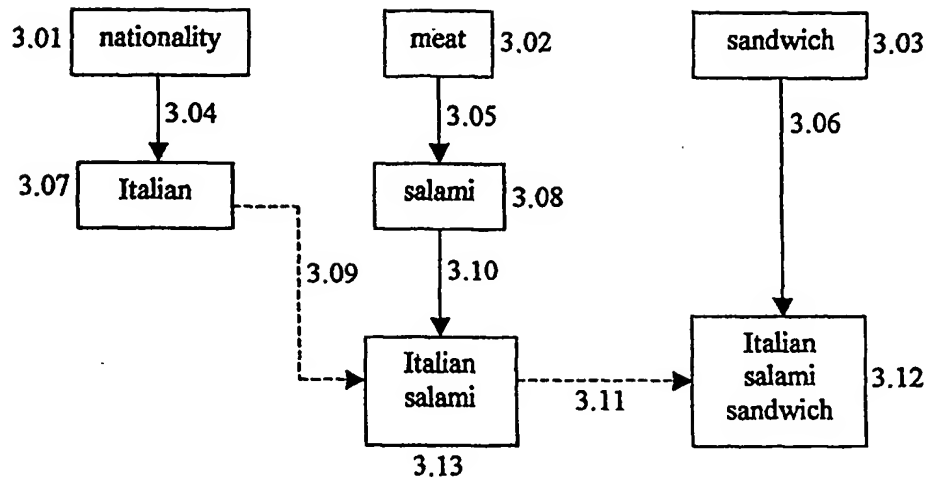 3.01 nationality meat 3.02 sandwich 3.03
3.04 3.05 3.06
3.07 Italian salami 3.08
3.09 3.10
Italian
salami
3.13
3.11
Italian
salami
sandwich
3.12